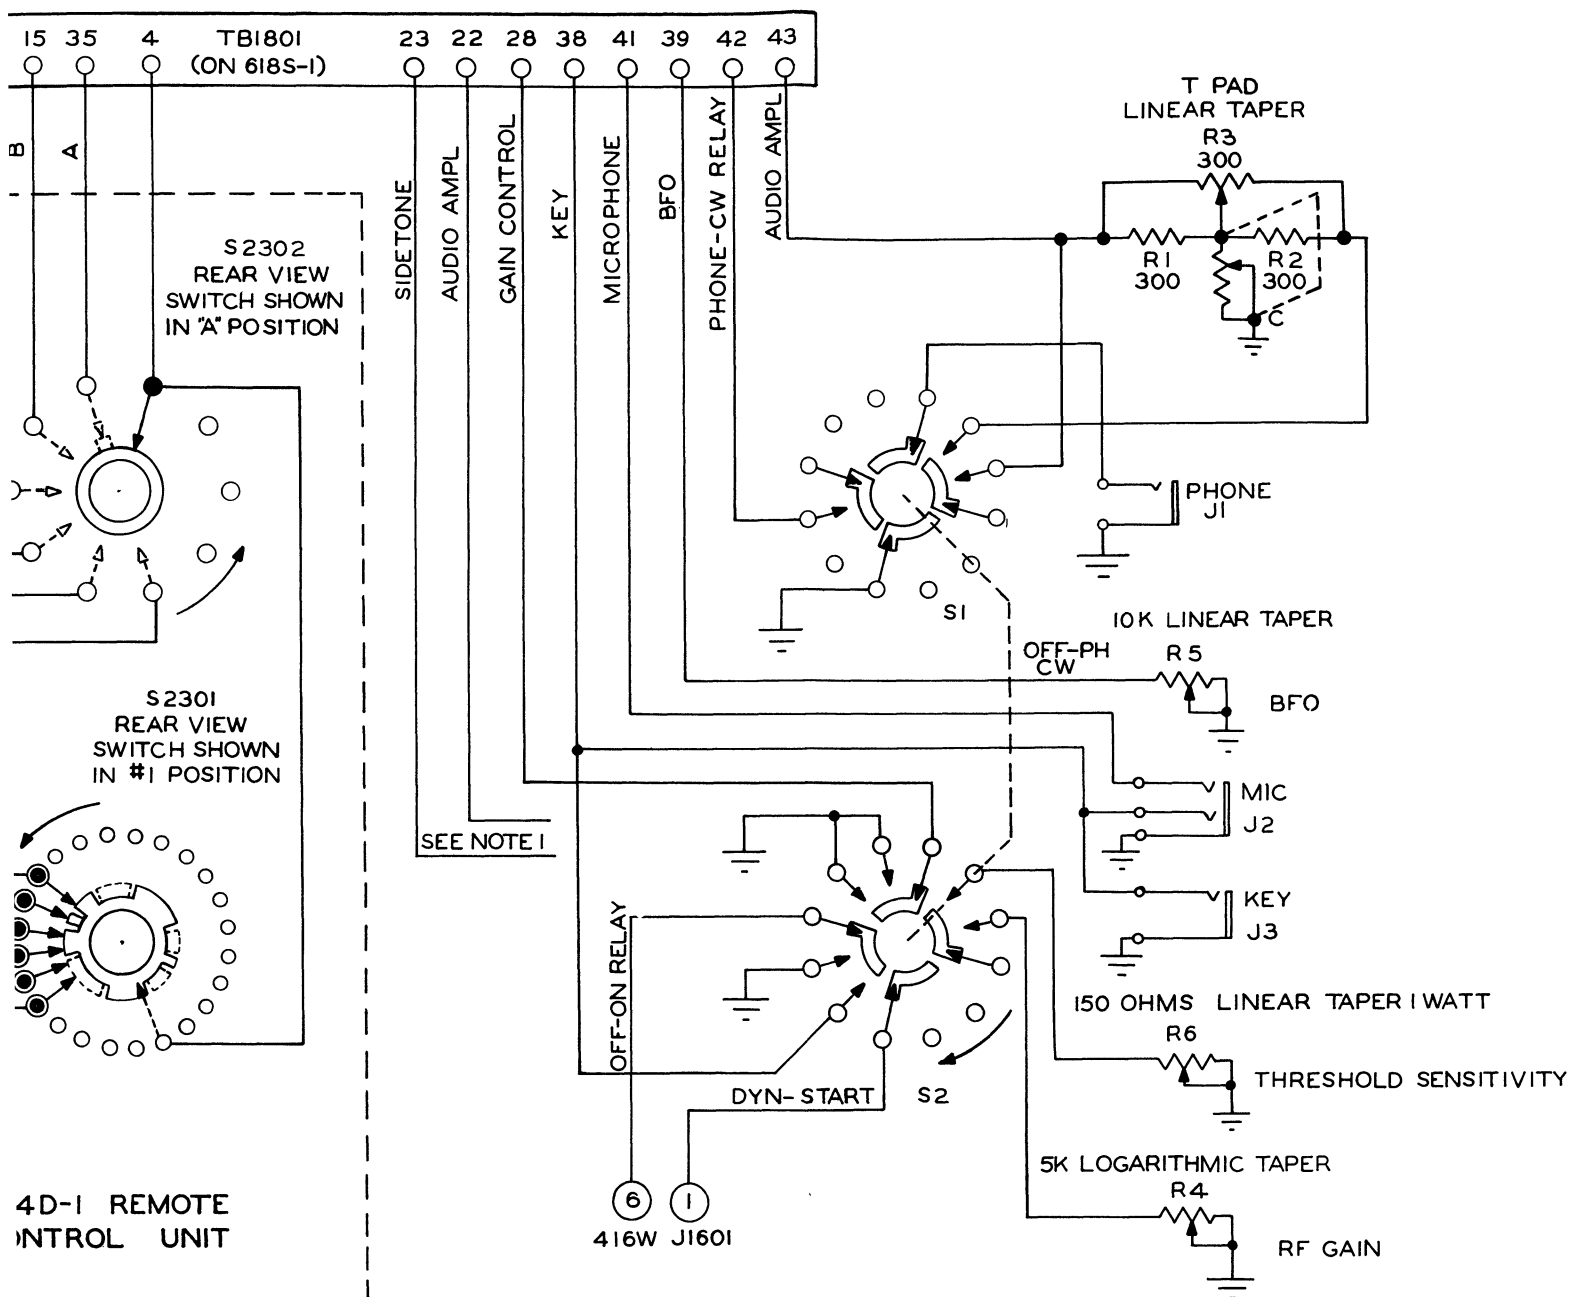 15 35 4 TB1801 23 22 28 38 41 39 42 43
(ON 618S-1)
B
A
SIDETONE
AUDIO AMPL
GAIN CONTROL
KEY
MICROPHONE
BFO
PHONE-CW RELAY
AUDIO AMPL
T PAD
LINEAR TAPER
R3
300
R1
300
R2
300
C
S2302
REAR VIEW
SWITCH SHOWN
IN "A" POSITION
PHONE
J1
S1
10K LINEAR TAPER
OFF-PH
CW
R5
BFO
S2301
REAR VIEW
SWITCH SHOWN
IN #1 POSITION
MIC
J2
SEE NOTE 1
KEY
J3
OFF-ON RELAY
150 OHMS LINEAR TAPER 1 WATT
R6
THRESHOLD SENSITIVITY
DYN-START
S2
5K LOGARITHMIC TAPER
R4
RF GAIN
6 1
416W J1601
4D-1 REMOTE
ONTROL UNIT